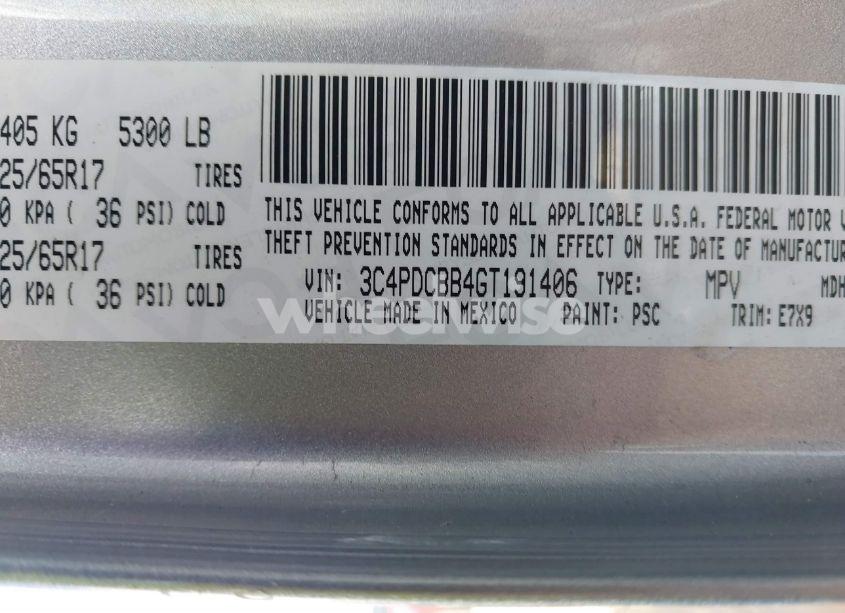 405 KG 5300 LB
25/65R17 TIRES
0 KPA ( 36 PSI) COLD
25/65R17 TIRES
0 KPA ( 36 PSI) COLD
THIS VEHICLE CONFORMS TO ALL APPLICABLE U.S.A. FEDERAL MOTOR V
THEFT PREVENTION STANDARDS IN EFFECT ON THE DATE OF MANUFACTUR
VIN: 3C4PDCBB4GT191406 TYPE: MPV MDH
VEHICLE MADE IN MEXICO PAINT: PSC TRIM: E7X9
wheelwise